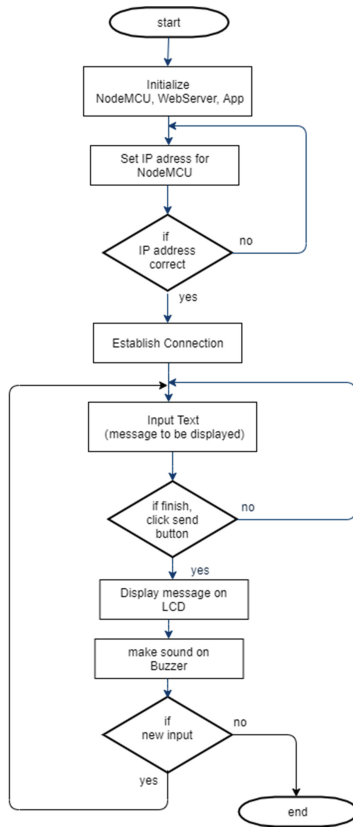 start
Initialize
NodeMCU, WebServer, App
Set IP adress for
NodeMCU
if
IP address
correct
no
yes
Establish Connection
Input Text
(message to be displayed)
if finish,
click send
button
no
yes
Display message on
LCD
make sound on
Buzzer
if
new input
no
yes
end